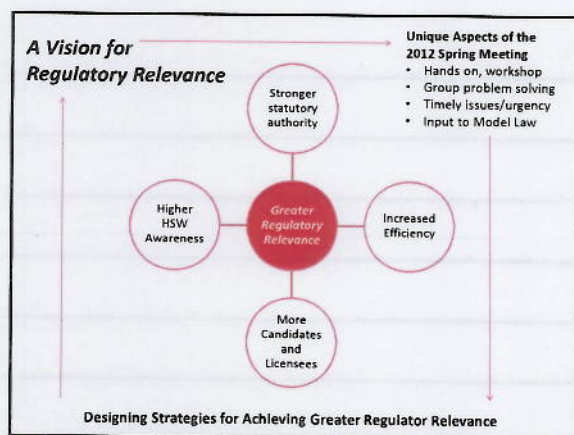 A Vision for
Regulatory Relevance
Unique Aspects of the
2012 Spring Meeting
• Hands on, workshop
• Group problem solving
• Timely issues/urgency
• Input to Model Law
Stronger
statutory
authority
Higher
HSW
Awareness
Greater
Regulatory
Relevance
Increased
Efficiency
More
Candidates
and
Licensees
Designing Strategies for Achieving Greater Regulator Relevance